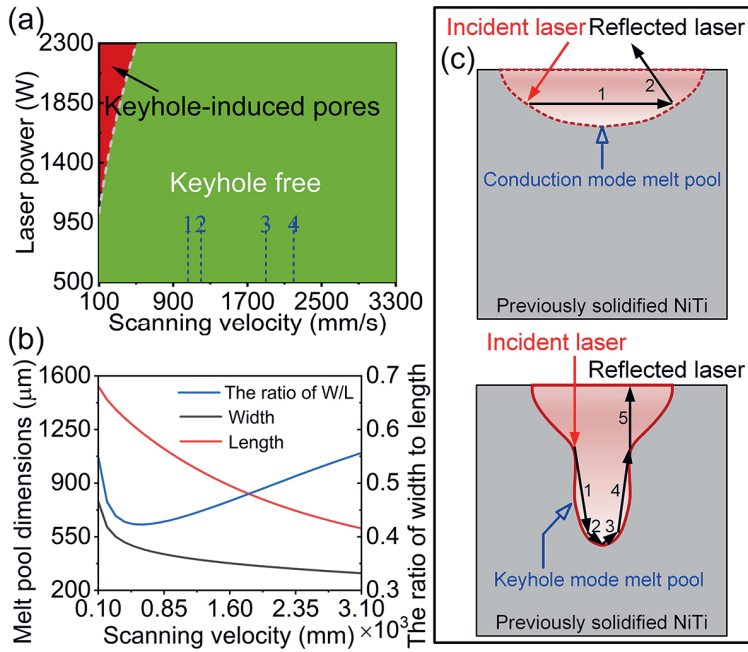 (a)
2300
1850
1400
950
500
Laser power (W)
Keyhole-induced pores
Keyhole free
1 2 3 4
100 900 1700 2500 3300
Scanning velocity (mm/s)
(b)
1600
1250
900
550
200
Melt pool dimensions (μm)
The ratio of W/L
Width
Length
0.7
0.6
0.5
0.4
0.3
The ratio of width to length
0.10 0.85 1.60 2.35 3.10
Scanning velocity (mm) ×10³
(c)
Incident laser
Reflected laser
1
2
Conduction mode melt pool
Previously solidified NiTi
Incident laser
Reflected laser
5
1
4
2 3
Keyhole mode melt pool
Previously solidified NiTi